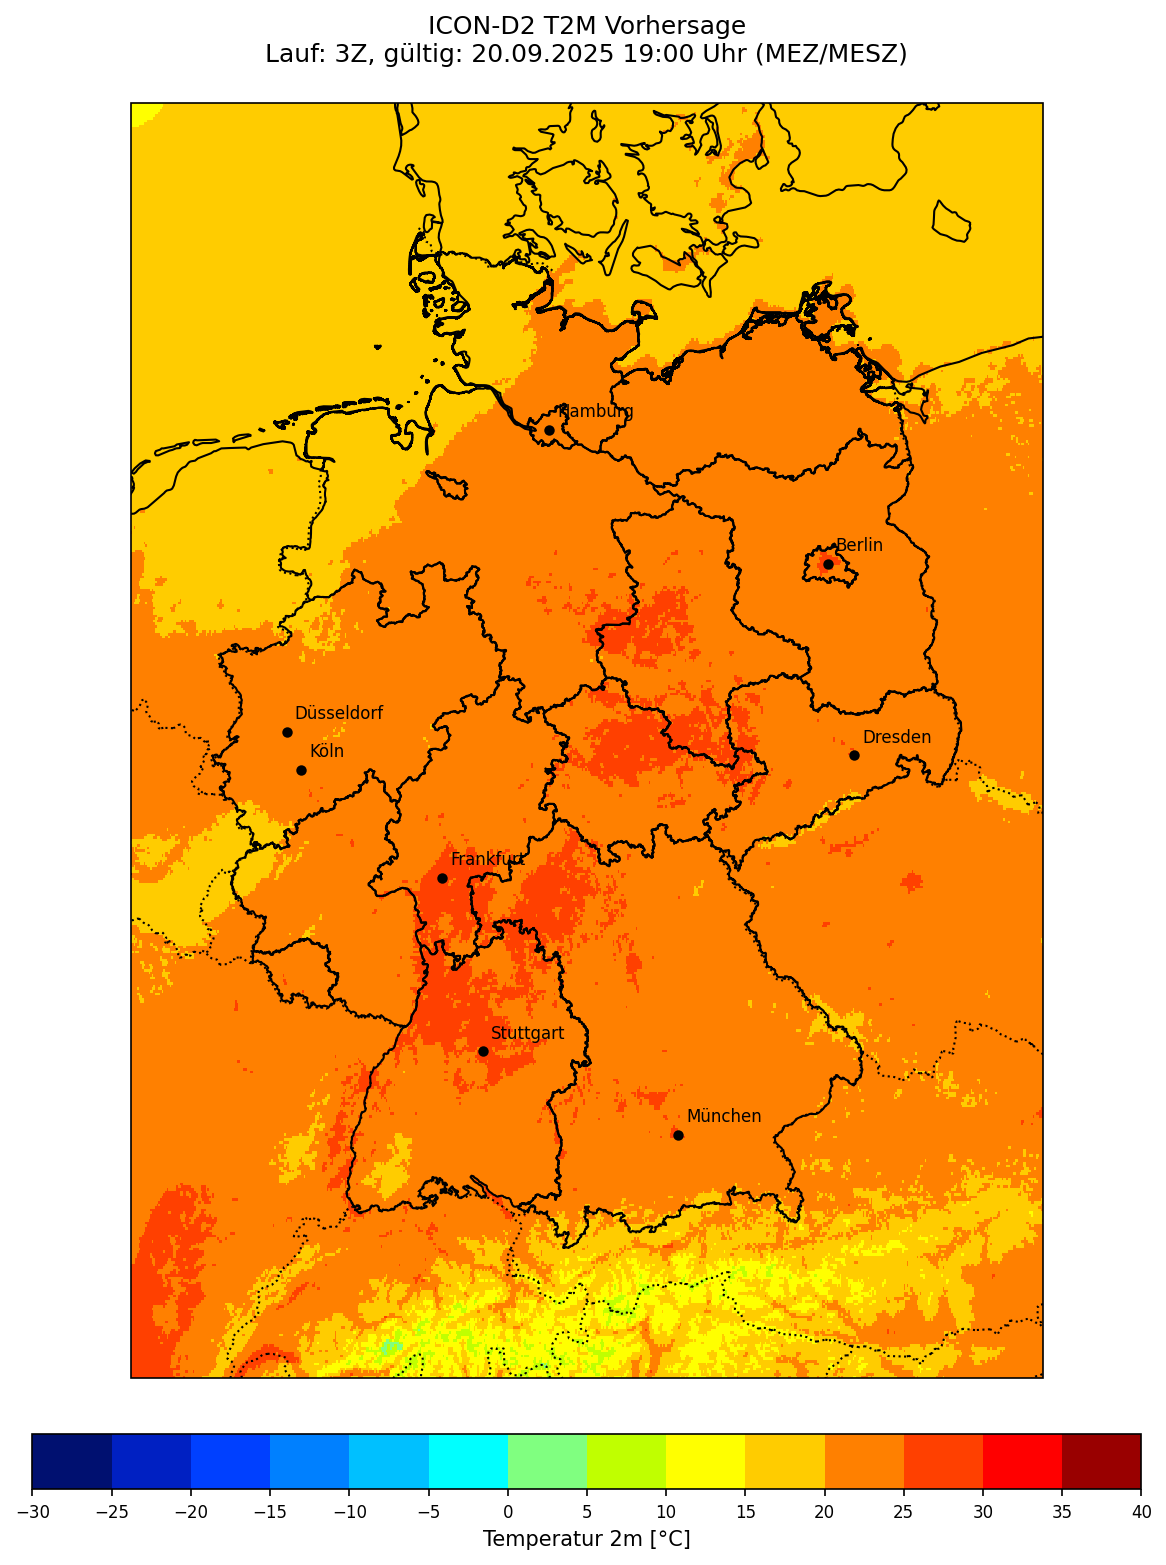 ICON-D2 T2M Vorhersage
Lauf: 3Z, gültig: 20.09.2025 19:00 Uhr (MEZ/MESZ)
Hamburg
Berlin
Düsseldorf
Dresden
Köln
Frankfurt
Stuttgart
München
−30 −25 −20 −15 −10 −5 0 5 10 15 20 25 30 35 40
Temperatur 2m [°C]